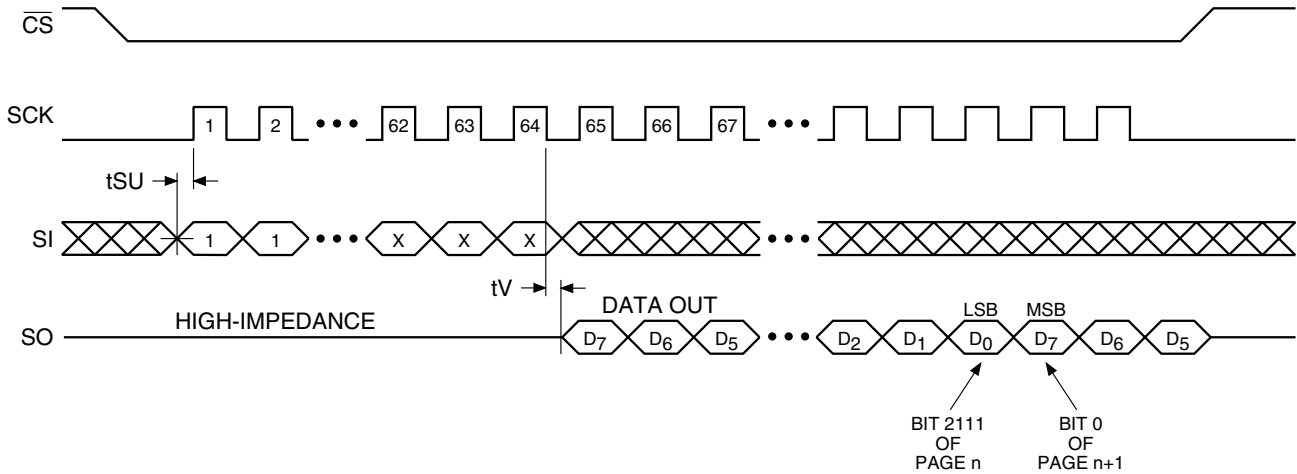 CS
SCK
1 2 ••• 62 63 64 65 66 67 •••
tSU
SI
1 1 ••• X X X •••
tV
DATA OUT
HIGH-IMPEDANCE
LSB MSB
SO
D7 D6 D5 ••• D2 D1 D0 D7 D6 D5
BIT 2111
OF
PAGE n
BIT 0
OF
PAGE n+1